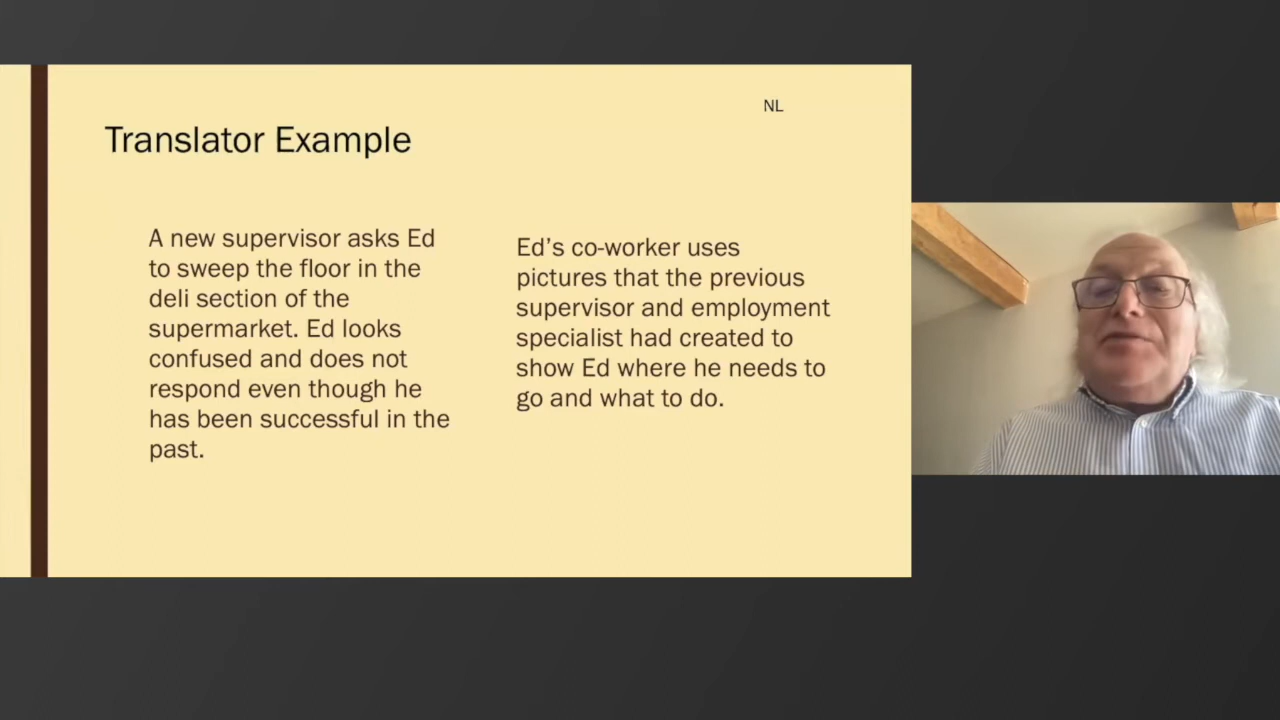 NL
Translator Example
A new supervisor asks Ed
to sweep the floor in the
deli section of the
supermarket. Ed looks
confused and does not
respond even though he
has been successful in the
past.
Ed’s co-worker uses
pictures that the previous
supervisor and employment
specialist had created to
show Ed where he needs to
go and what to do.